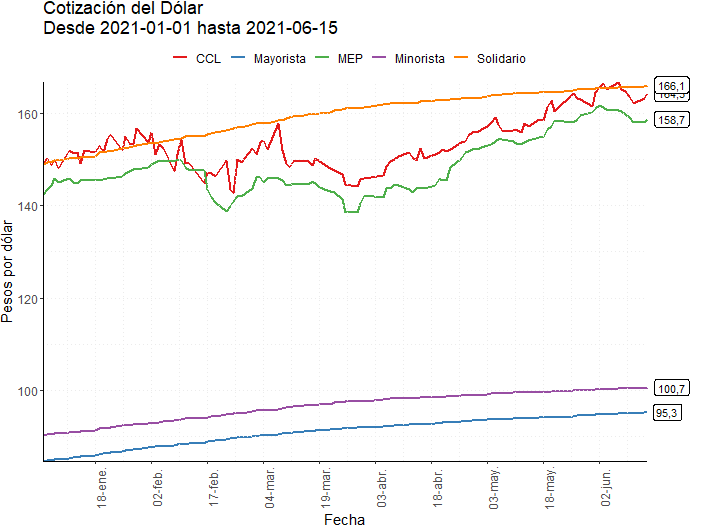 Cotización del Dólar
Desde 2021-01-01 hasta 2021-06-15
CCL Mayorista MEP Minorista Solidario
Pesos por dólar
160
140
120
100
166,1
158,7
100,7
95,3
18-ene.
02-feb.
17-feb.
04-mar.
19-mar.
03-abr.
18-abr.
03-may.
18-may.
02-jun.
Fecha